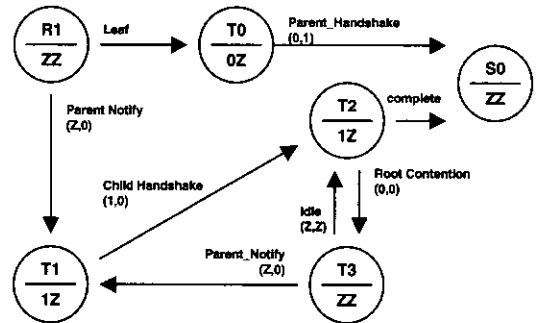 R1
ZZ
Leaf
T0
0Z
Parent_Handshake
(0,1)
S0
ZZ
Parent Notify
(Z,0)
T2
1Z
complete
Child Handshake
(1,0)
Root Contention
(0,0)
Idle
(Z,Z)
T1
1Z
Parent_Notify
(Z,0)
T3
ZZ